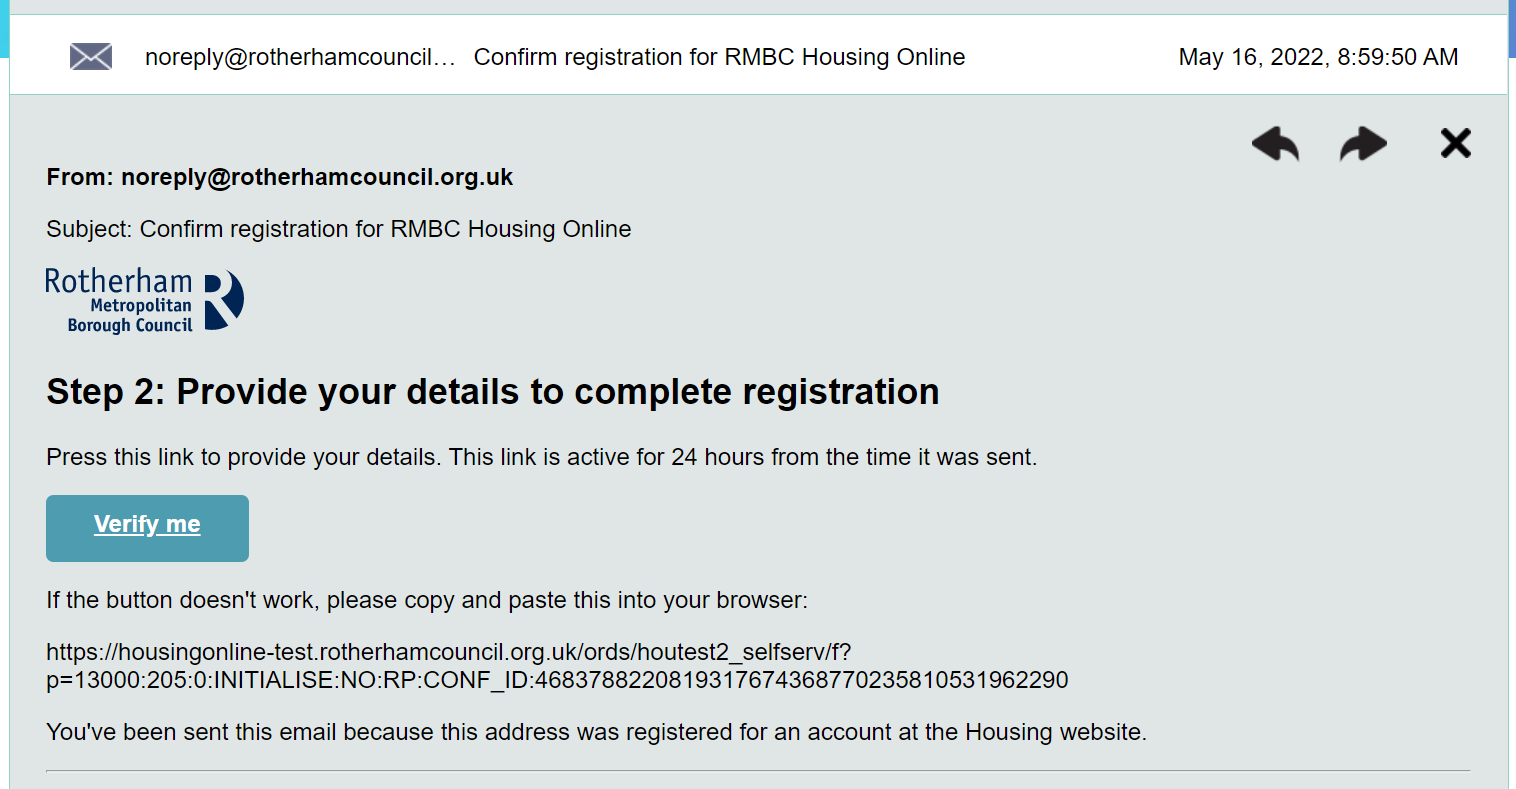 noreply@rotherhamcouncil… Confirm registration for RMBC Housing Online May 16, 2022, 8:59:50 AM
From: noreply@rotherhamcouncil.org.uk
Subject: Confirm registration for RMBC Housing Online
Rotherham
Metropolitan
Borough Council
Step 2: Provide your details to complete registration
Press this link to provide your details. This link is active for 24 hours from the time it was sent.
Verify me
If the button doesn't work, please copy and paste this into your browser:
https://housingonline-test.rotherhamcouncil.org.uk/ords/houtest2_selfserv/f?
p=13000:205:0:INITIALISE:NO:RP:CONF_ID:468378822081931767436877023581053196229​0
You've been sent this email because this address was registered for an account at the Housing website.